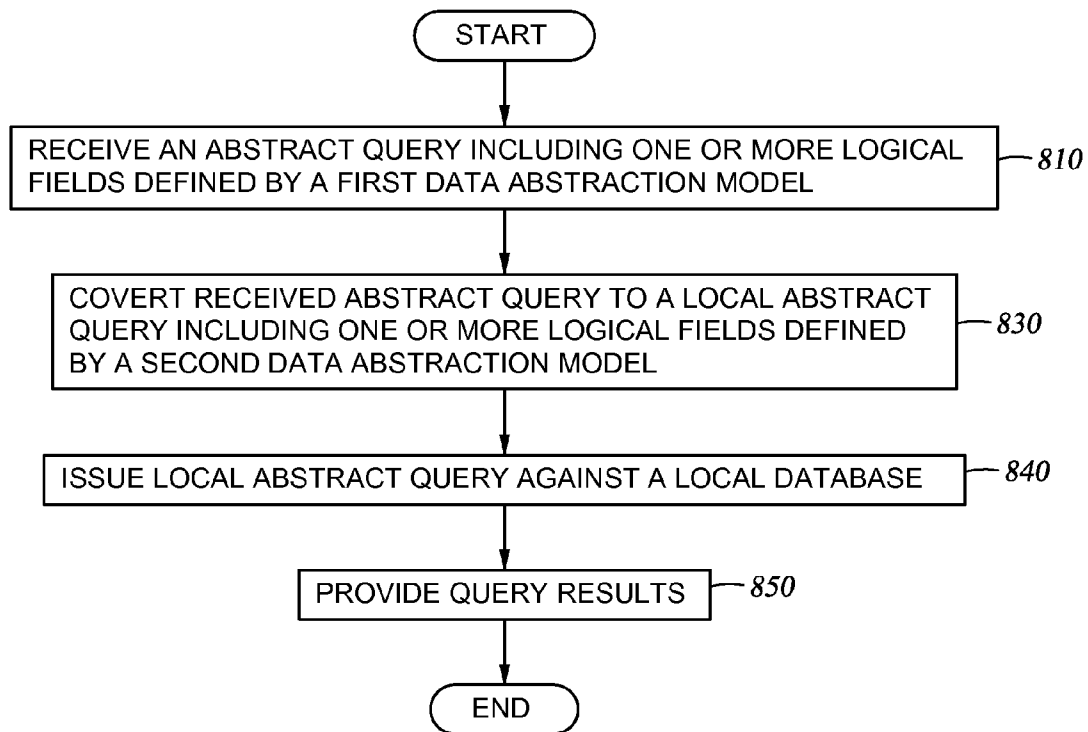 START
RECEIVE AN ABSTRACT QUERY INCLUDING ONE OR MORE LOGICAL
FIELDS DEFINED BY A FIRST DATA ABSTRACTION MODEL
810
COVERT RECEIVED ABSTRACT QUERY TO A LOCAL ABSTRACT
QUERY INCLUDING ONE OR MORE LOGICAL FIELDS DEFINED
BY A SECOND DATA ABSTRACTION MODEL
830
ISSUE LOCAL ABSTRACT QUERY AGAINST A LOCAL DATABASE
840
PROVIDE QUERY RESULTS
850
END